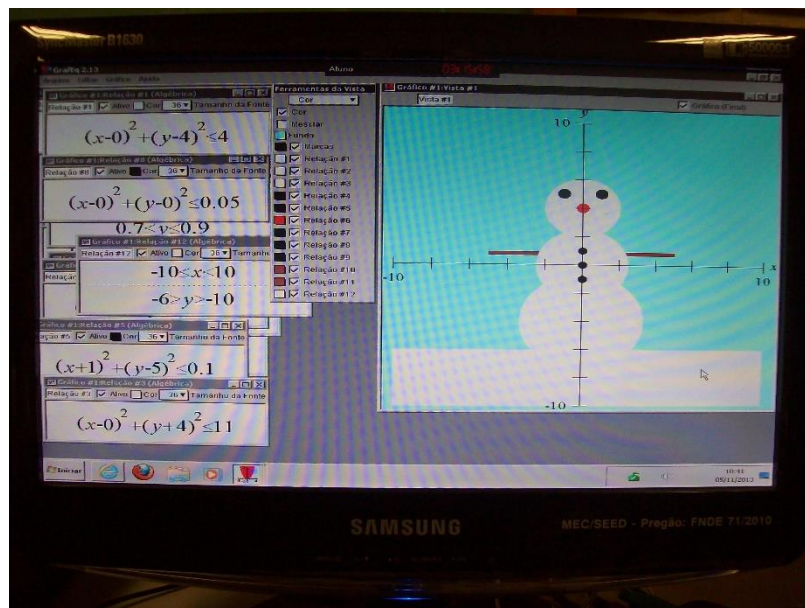 SyncMaster B1630
50000:1
GrafEq 2.13
Aluno
Arquivo Editar Gráfico Ajuda
Gráfico #1:Relação #1 (Algébrica)
Relação #1 Ativo Cor 36 Tamanho da Fonte
(x-0)²+(y-4)²≤4
Gráfico #1:Relação #8 (Algébrica)
Relação #8 Ativo Cor 36 Tamanho da Fonte
(x-0)²+(y-0)²≤0.05
0.7<y≤0.9
Gráfico #1:Relação #12 (Algébrica)
Relação #12 Ativo Cor 36 Tamanho
-10≤x<10
-6>y>-10
Gráfico #1:Relação #5 (Algébrica)
Relação #5 Ativo Cor 36 Tamanho da Fonte
(x+1)²+(y-5)²≤0.1
Gráfico #1:Relação #3 (Algébrica)
Relação #3 Ativo Cor 36 Tamanho da Fonte
(x-0)²+(y+4)²≤11
Ferramentas da Vista
Cor
Cor
Mesclar
Fundo
Marcas
Relação #1
Relação #2
Relação #3
Relação #4
Relação #5
Relação #6
Relação #7
Relação #8
Relação #9
Relação #10
Relação #11
Relação #12
Gráfico #1:Vista #1
Vista #1
Gráfico (Final)
y
10
-10
x
10
-10
Iniciar
10:41
05/11/2013
SAMSUNG
MEC/SEED - Pregão: FNDE 71/2010